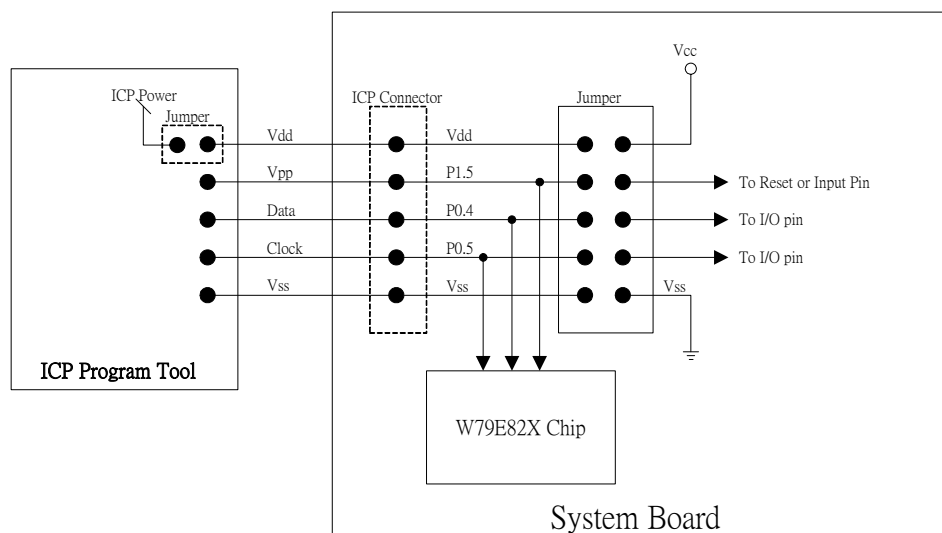 Vcc
ICP Power
Jumper
ICP Connector
Jumper
Vdd
Vdd
Vpp
P1.5
To Reset or Input Pin
Data
P0.4
To I/O pin
Clock
P0.5
To I/O pin
Vss
Vss
Vss
ICP Program Tool
W79E82X Chip
System Board